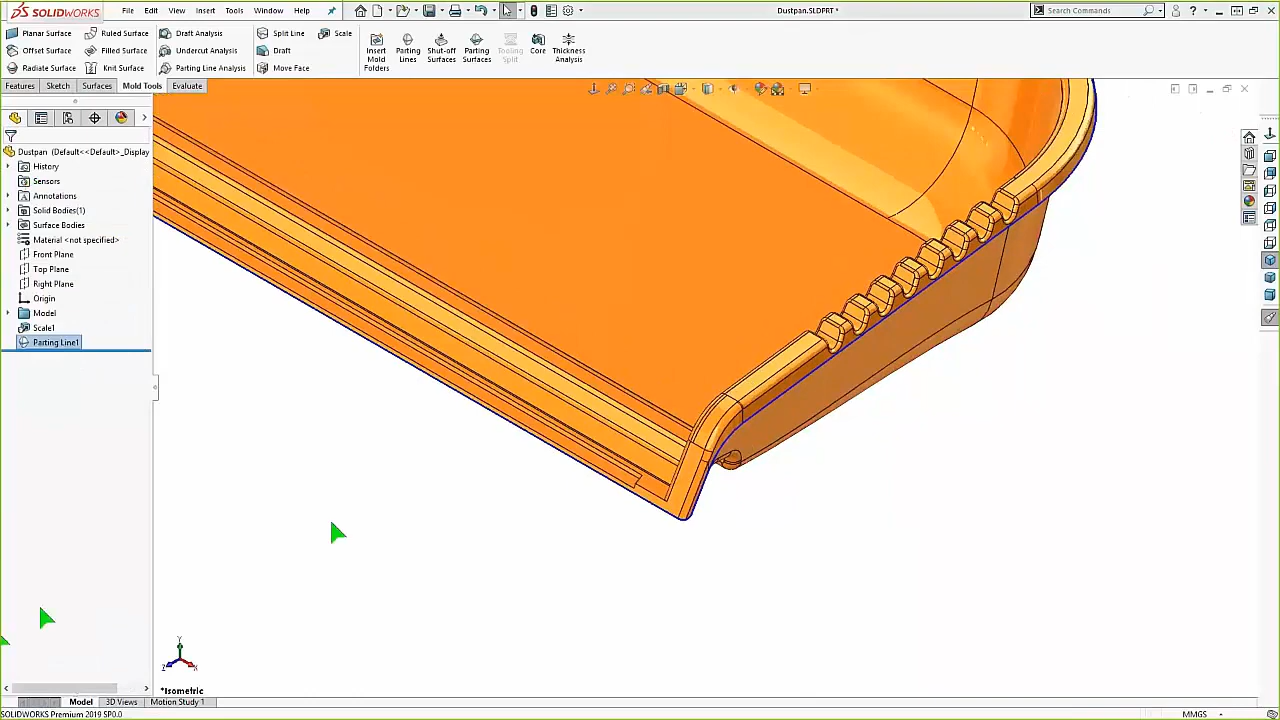 SOLIDWORKS
File Edit View Insert Tools Window Help
Dustpan.SLDPRT *
Search Commands
Planar Surface
Offset Surface
Radiate Surface
Ruled Surface
Filled Surface
Knit Surface
Draft Analysis
Undercut Analysis
Parting Line Analysis
Split Line
Draft
Move Face
Scale
Insert Mold Folders
Parting Lines
Shut-off Surfaces
Parting Surfaces
Tooling Split
Core
Thickness Analysis
Features Sketch Surfaces Mold Tools Evaluate
Dustpan (Default<<Default>_Display
History
Sensors
Annotations
Solid Bodies(1)
Surface Bodies
Material <not specified>
Front Plane
Top Plane
Right Plane
Origin
Model
Scale1
Parting Line1
Y
Z
X
*Isometric
Model 3D Views Motion Study 1
SOLIDWORKS Premium 2019 SP0.0
MMGS